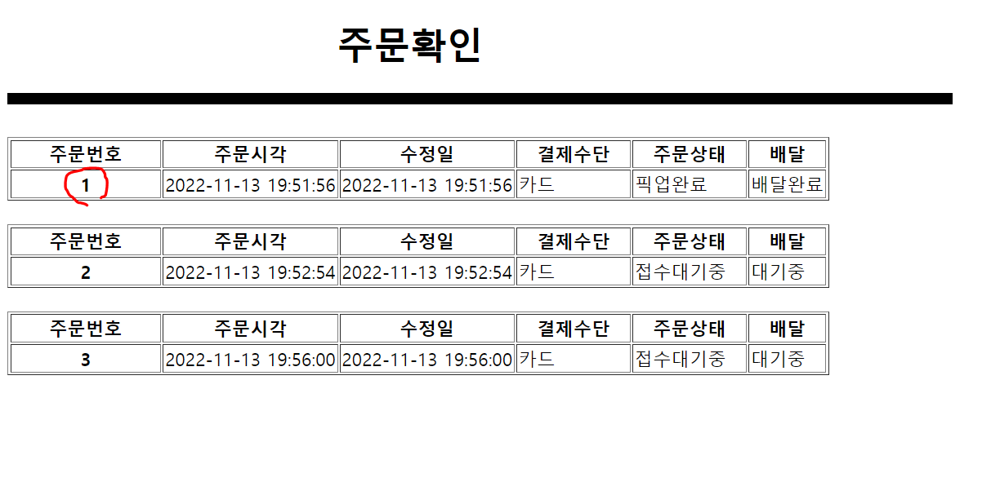 주문확인
주문번호 주문시각 수정일 결제수단 주문상태 배달
1 2022-11-13 19:51:56 2022-11-13 19:51:56 카드 픽업완료 배달완료
주문번호 주문시각 수정일 결제수단 주문상태 배달
2 2022-11-13 19:52:54 2022-11-13 19:52:54 카드 접수대기중 대기중
주문번호 주문시각 수정일 결제수단 주문상태 배달
3 2022-11-13 19:56:00 2022-11-13 19:56:00 카드 접수대기중 대기중